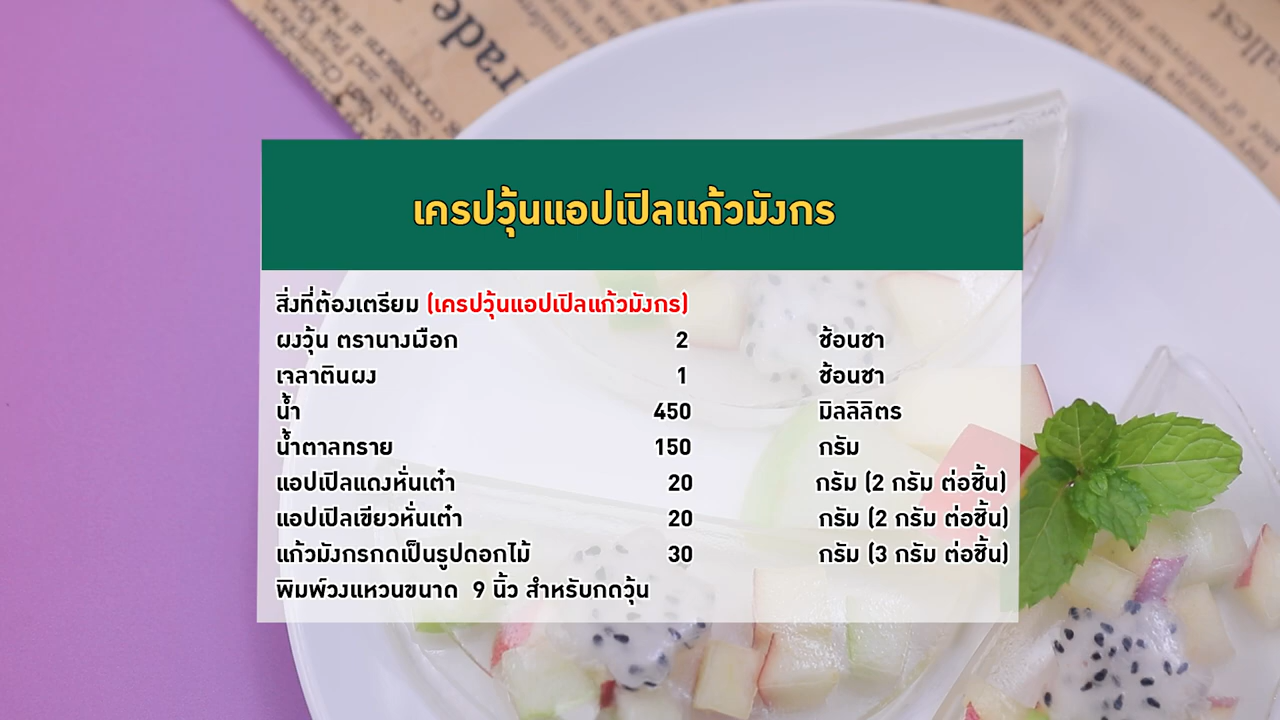 เครปวุ้นแอปเปิลแก้วมังกร
สิ่งที่ต้องเตรียม (เครปวุ้นแอปเปิลแก้วมังกร)
ผงวุ้น ตรานางเงือก 2 ช้อนชา
เจลาตินผง 1 ช้อนชา
น้ำ 450 มิลลิลิตร
น้ำตาลทราย 150 กรัม
แอปเปิลแดงหั่นเต๋า 20 กรัม (2 กรัม ต่อชิ้น)
แอปเปิลเขียวหั่นเต๋า 20 กรัม (2 กรัม ต่อชิ้น)
แก้วมังกรกดเป็นรูปดอกไม้ 30 กรัม (3 กรัม ต่อชิ้น)
พิมพ์วงแหวนขนาด 9 นิ้ว สำหรับกดวุ้น